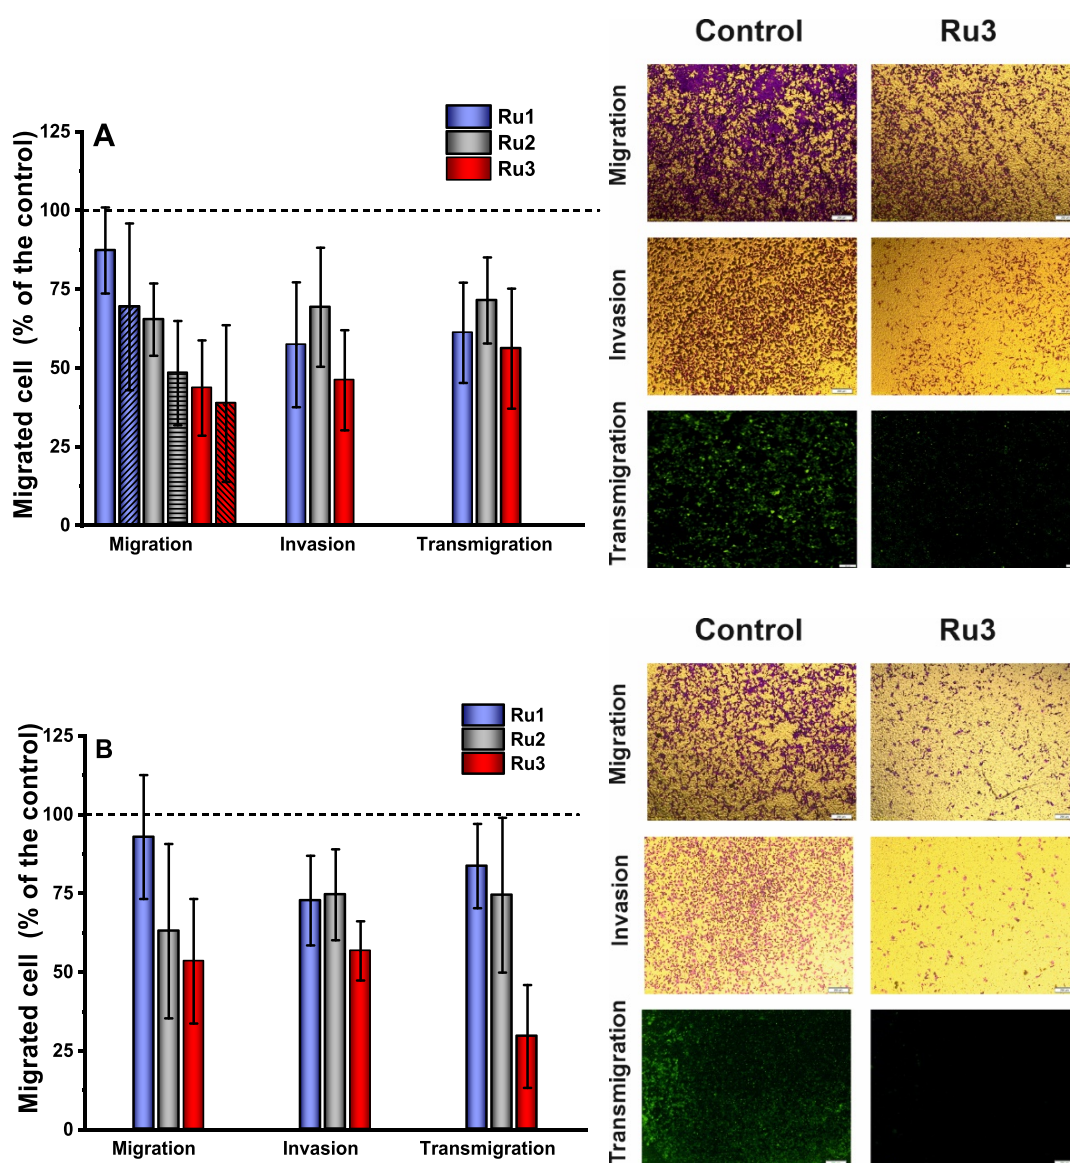 Control Ru3
Migration
Invasion
Transmigration
A
Ru1
Ru2
Ru3
Migrated cell (% of the control)
125
100
75
50
25
0
Migration Invasion Transmigration
Control Ru3
Migration
Invasion
Transmigration
B
Ru1
Ru2
Ru3
Migrated cell (% of the control)
125
100
75
50
25
0
Migration Invasion Transmigration